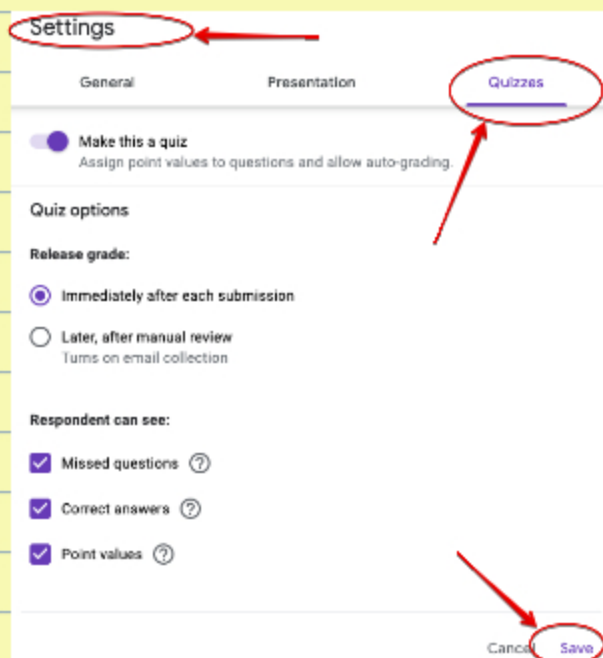 Settings
General Presentation Quizzes
Make this a quiz
Assign point values to questions and allow auto-grading.
Quiz options
Release grade:
Immediately after each submission
Later, after manual review
Turns on email collection
Respondent can see:
Missed questions
Correct answers
Point values
Cancel Save